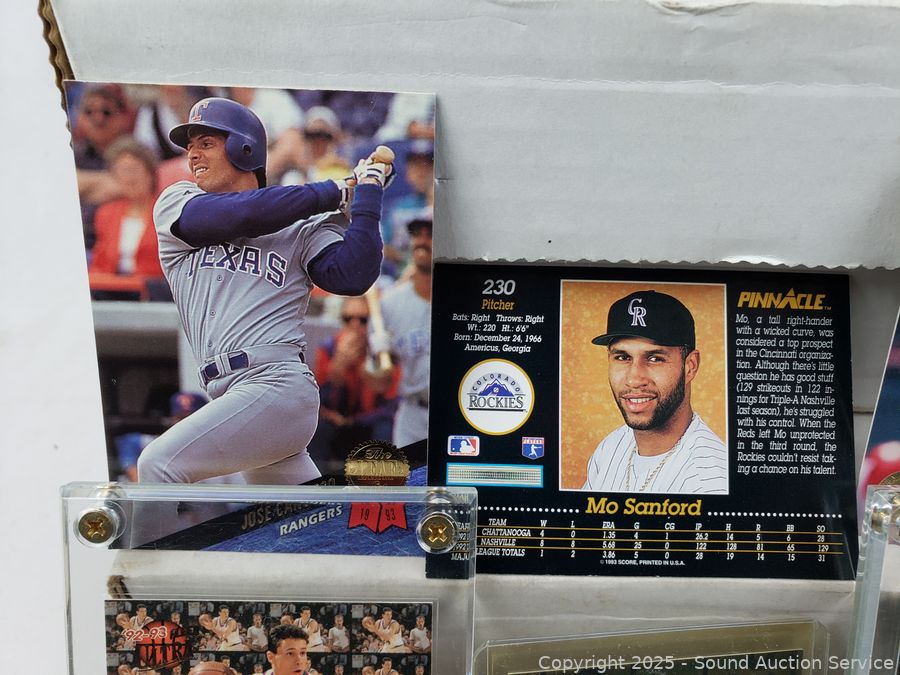 T
TEXAS
The
JOSE CANSECO
RANGERS
19 93
230
Pitcher
Bats: Right Throws: Right
Wt.: 220 Ht.: 6'6"
Born: December 24, 1966
Americus, Georgia
COLORADO
ROCKIES
CR
PINNACLE
Mo, a tall right-hander
with a wicked curve, was
considered a top prospect
in the Cincinnati organiza-
tion. Although there's little
question he has good stuff
(129 strikeouts in 122 in-
nings for Triple-A Nashville
last season), he's struggled
with his control. When the
Reds left Mo unprotected
in the third round, the
Rockies couldn't resist tak-
ing a chance on his talent.
Mo Sanford
TEAM W L ERA G CG IP H R BB SO
CHATTANOOGA 4 0 1.35 4 1 26.2 14 5 6 28
NASHVILLE 8 8 5.68 25 0 122 128 81 65 129
LEAGUE TOTALS 1 2 3.86 5 0 28 19 14 15 31
© 1993 SCORE, PRINTED IN U.S.A.
'92-93
ULTRA
Copyright 2025 - Sound Auction Service